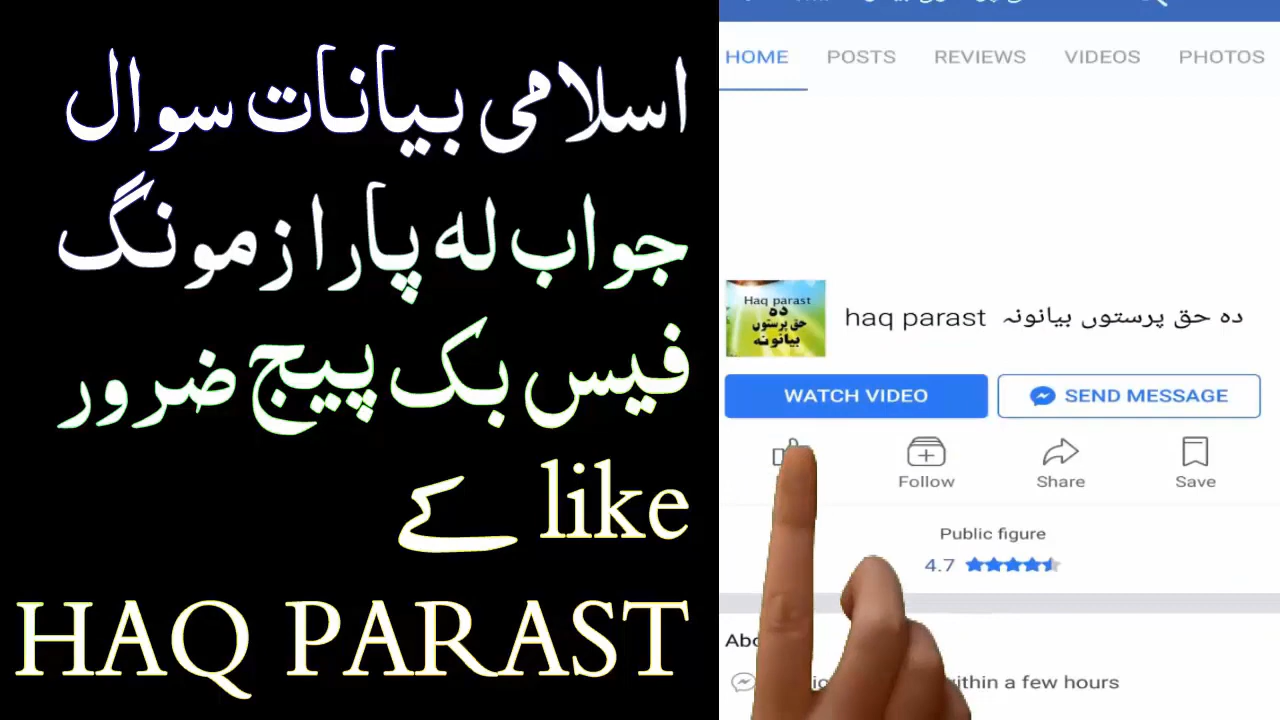 اسلامی بیانات سوال
جواب لہ پارا زمونگ
فیس بک پیج ضرور
like کے
HAQ PARAST
HOME POSTS REVIEWS VIDEOS PHOTOS
Haq parast
دہ
حق پرستوں
بیانونہ
haq parast دہ حق پرستوں بیانونہ
WATCH VIDEO SEND MESSAGE
Follow Share Save
Public figure
4.7
within a few hours